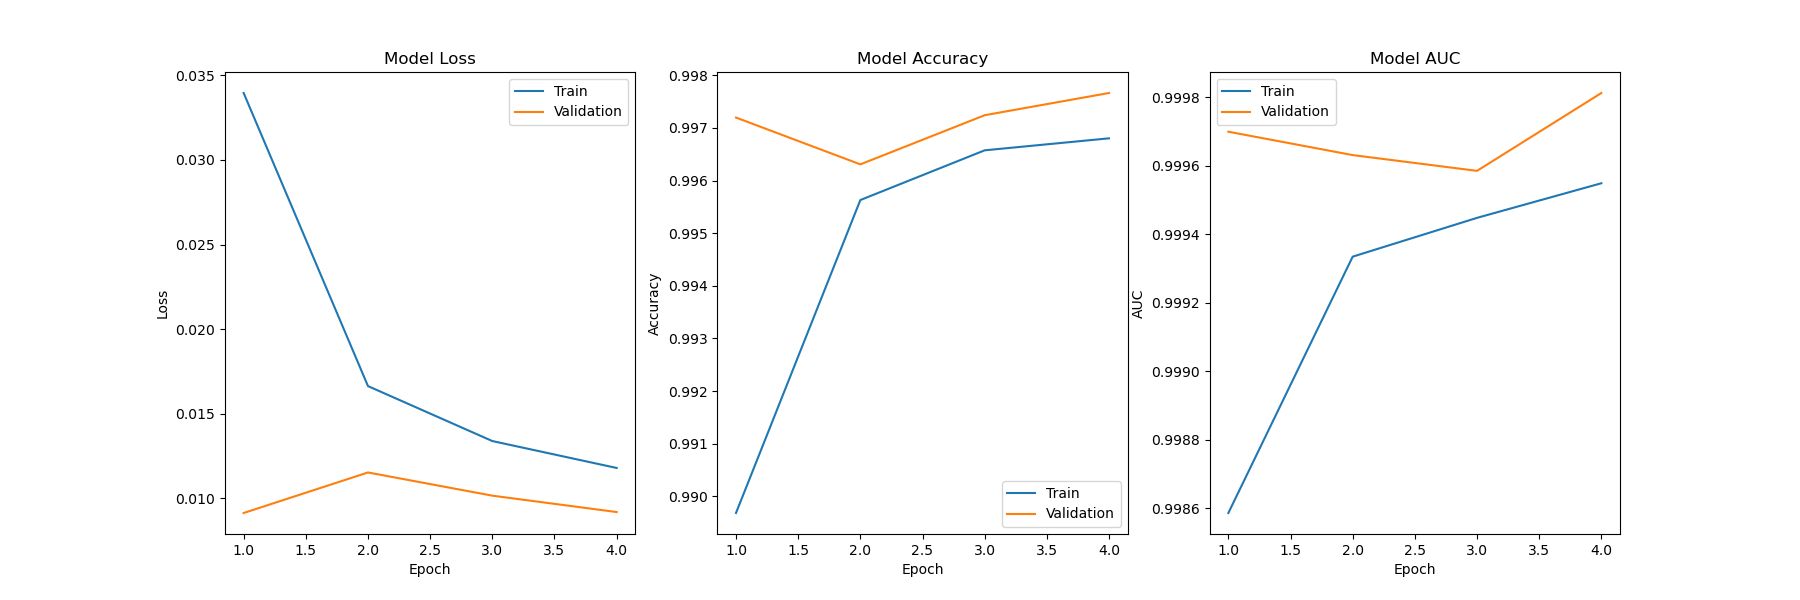 Model Loss
0.035
0.030
0.025
0.020
0.015
0.010
Loss
Train
Validation
1.0 1.5 2.0 2.5 3.0 3.5 4.0
Epoch
Model Accuracy
0.998
0.997
0.996
0.995
0.994
0.993
0.992
0.991
0.990
Accuracy
Train
Validation
1.0 1.5 2.0 2.5 3.0 3.5 4.0
Epoch
Model AUC
Train
Validation
0.9998
0.9996
0.9994
0.9992
0.9990
0.9988
0.9986
AUC
1.0 1.5 2.0 2.5 3.0 3.5 4.0
Epoch